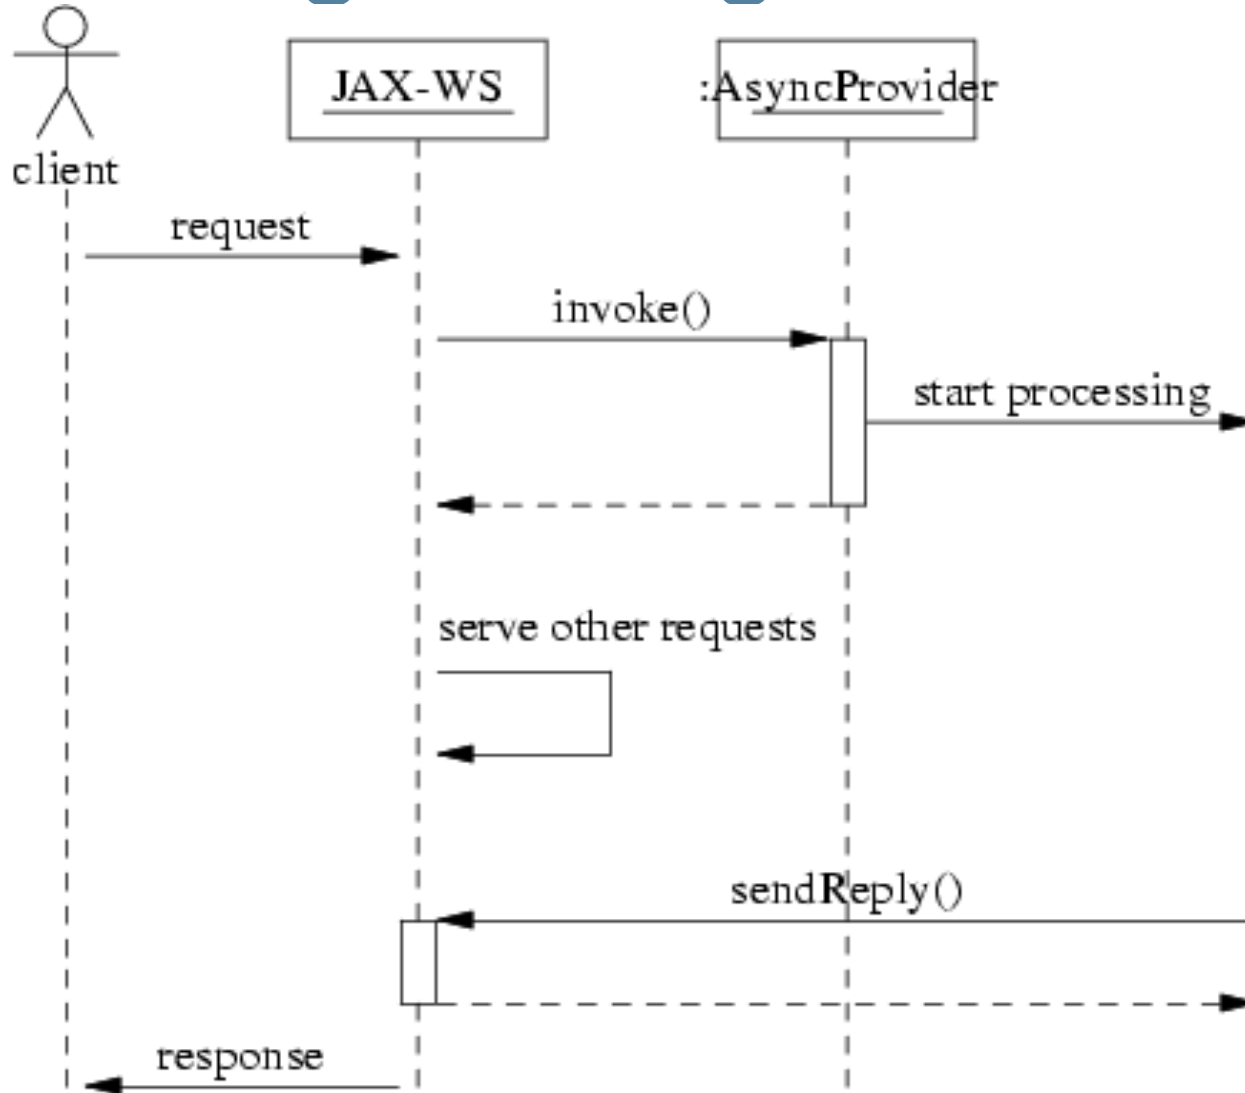 JAX-WS
:AsyncProvider
client
request
invoke()
start processing
serve other requests
sendReply()
response